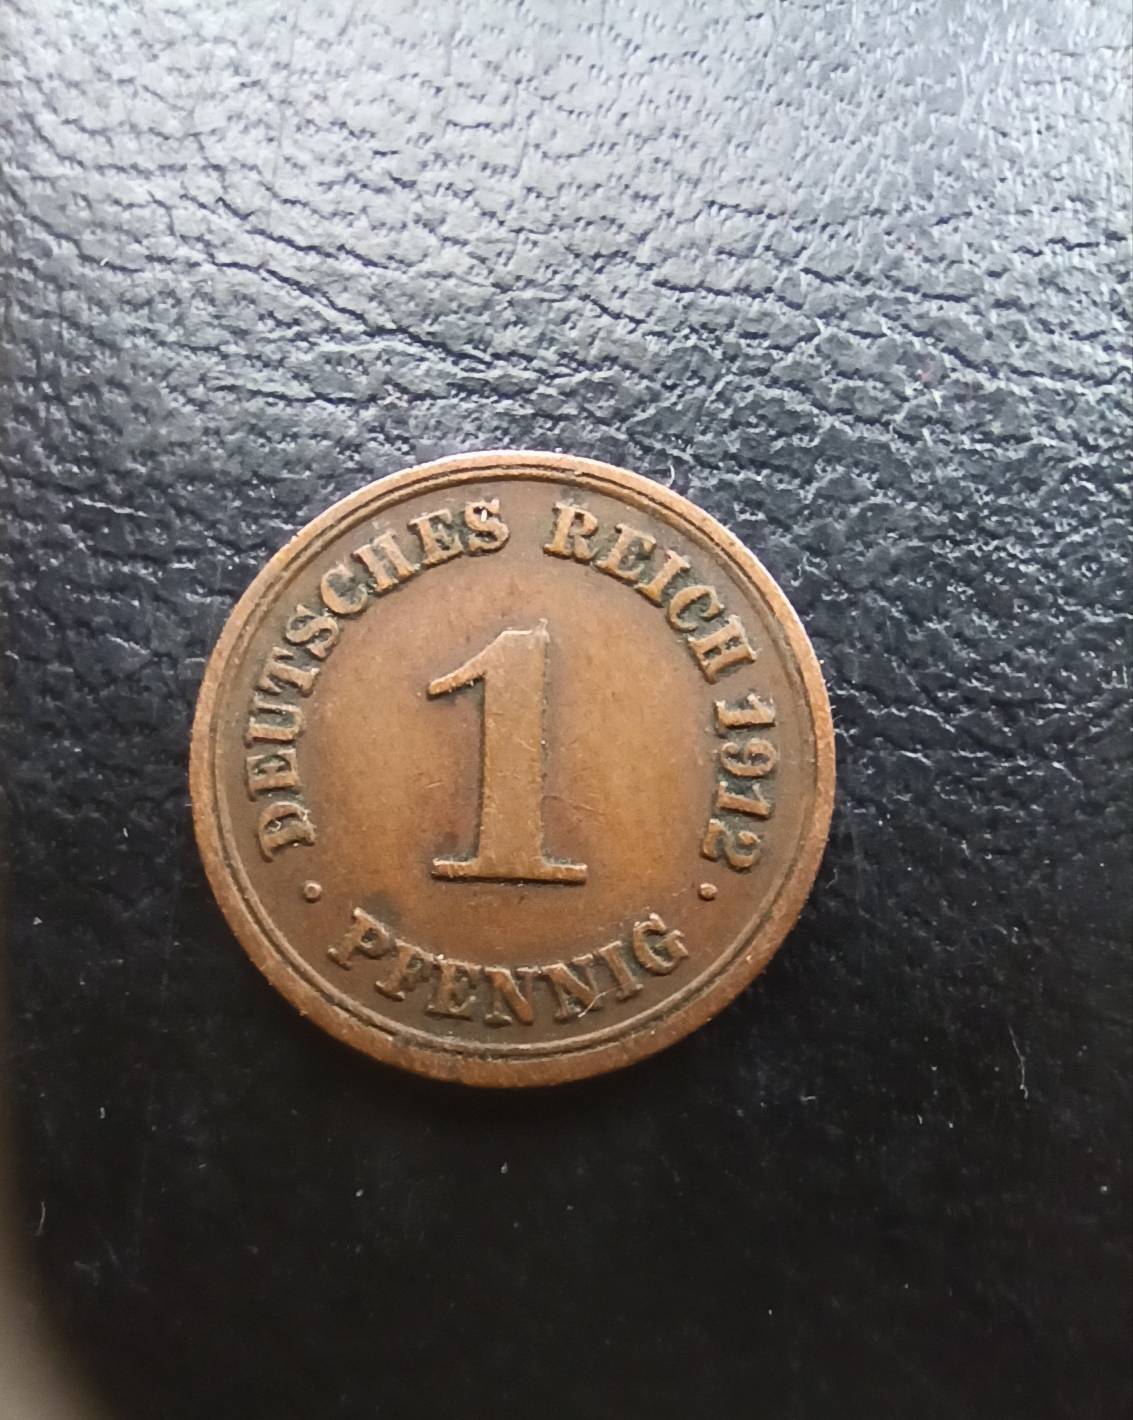 DEUTSCHES REICH 1912
1
· PFENNIG ·